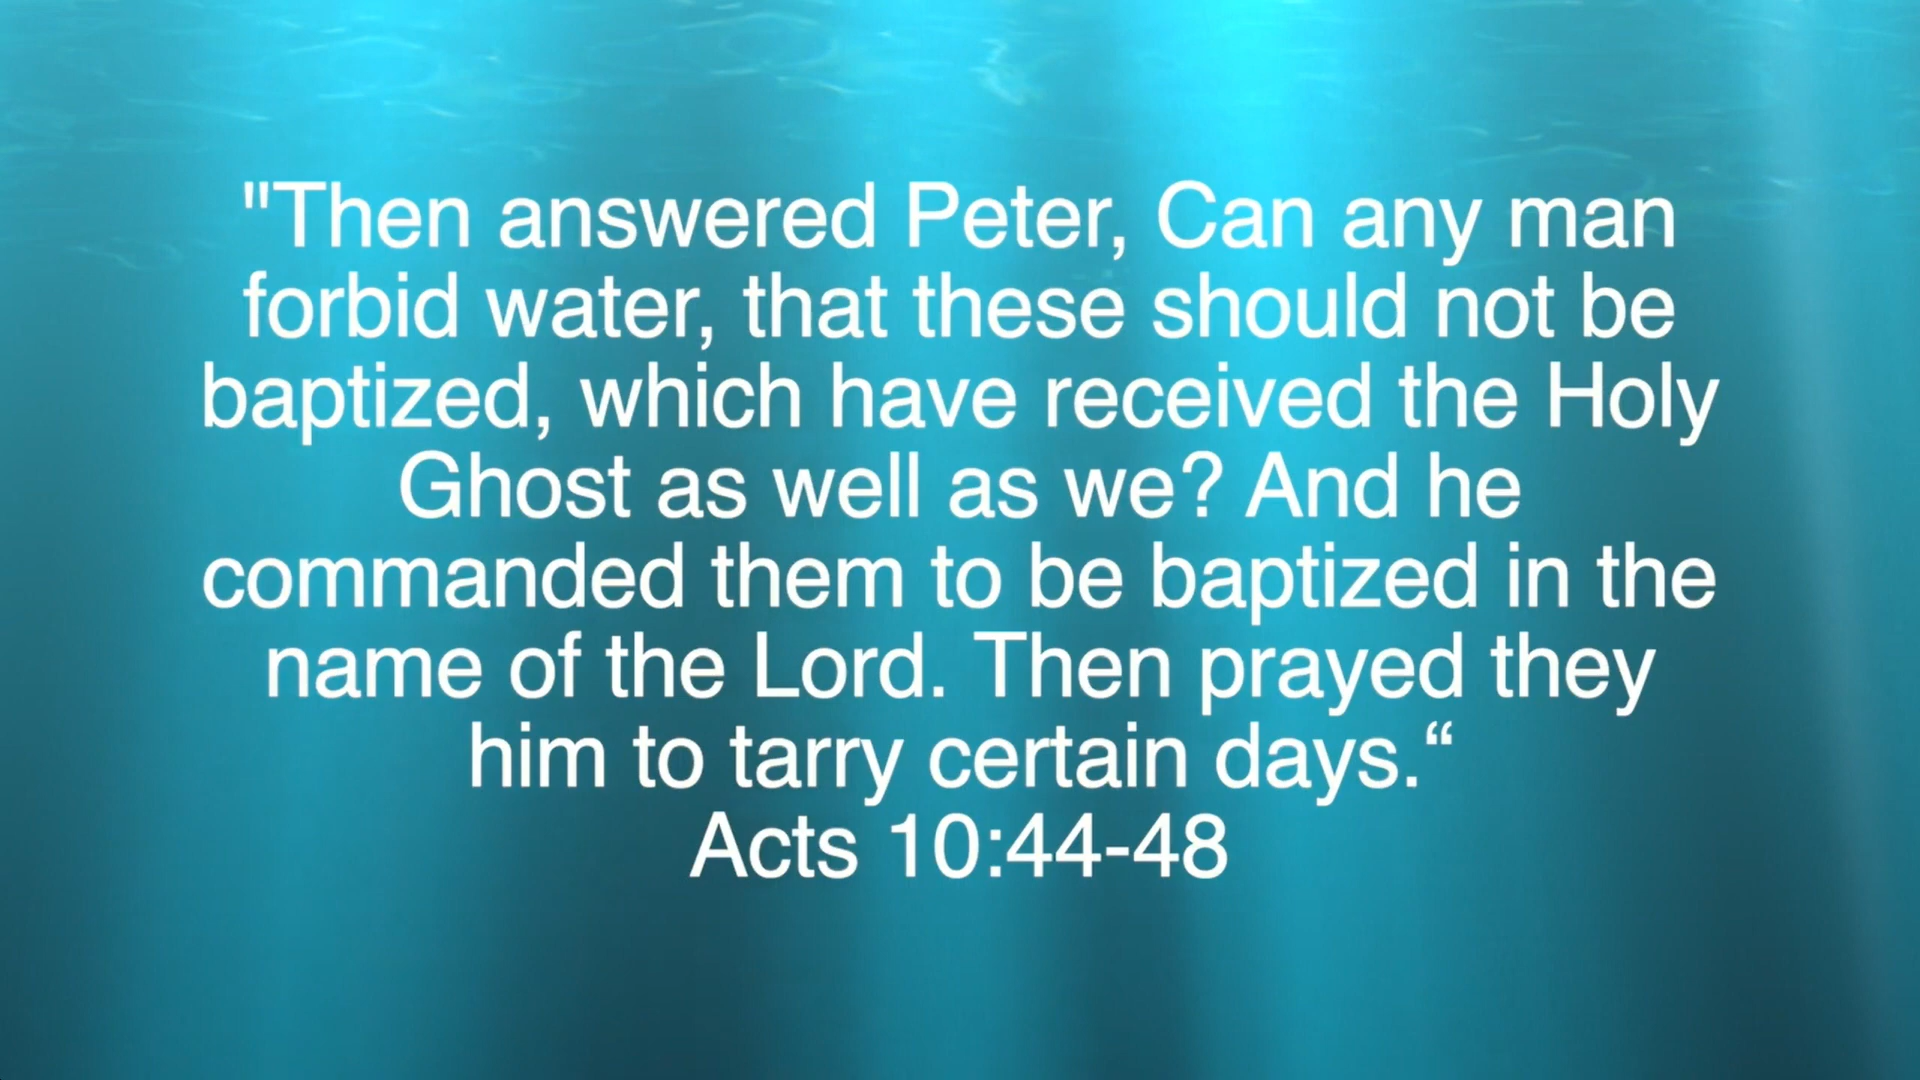 "Then answered Peter, Can any man
forbid water, that these should not be
baptized, which have received the Holy
Ghost as well as we? And he
commanded them to be baptized in the
name of the Lord. Then prayed they
him to tarry certain days.“
Acts 10:44-48